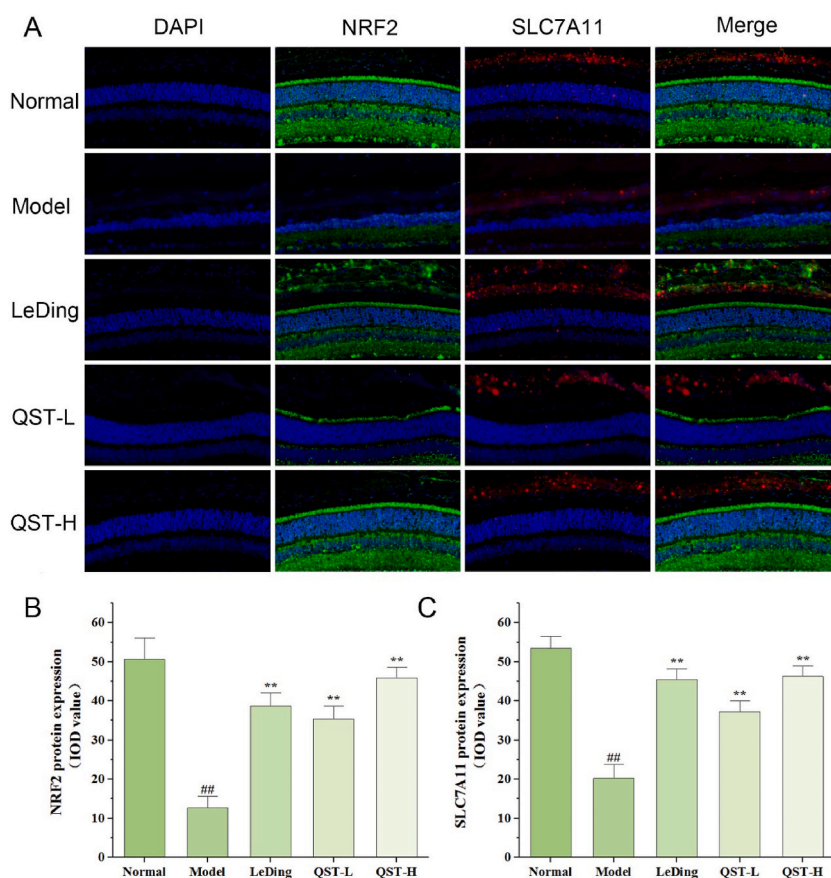 A
DAPI NRF2 SLC7A11 Merge
Normal
Model
LeDing
QST-L
QST-H
B
NRF2 protein expression
(IOD value)
60
50
40
30
20
10
0
##
**
**
**
Normal Model LeDing QST-L QST-H
C
SLC7A11 protein expression
(IOD value)
60
50
40
30
20
10
0
##
**
**
**
Normal Model LeDing QST-L QST-H